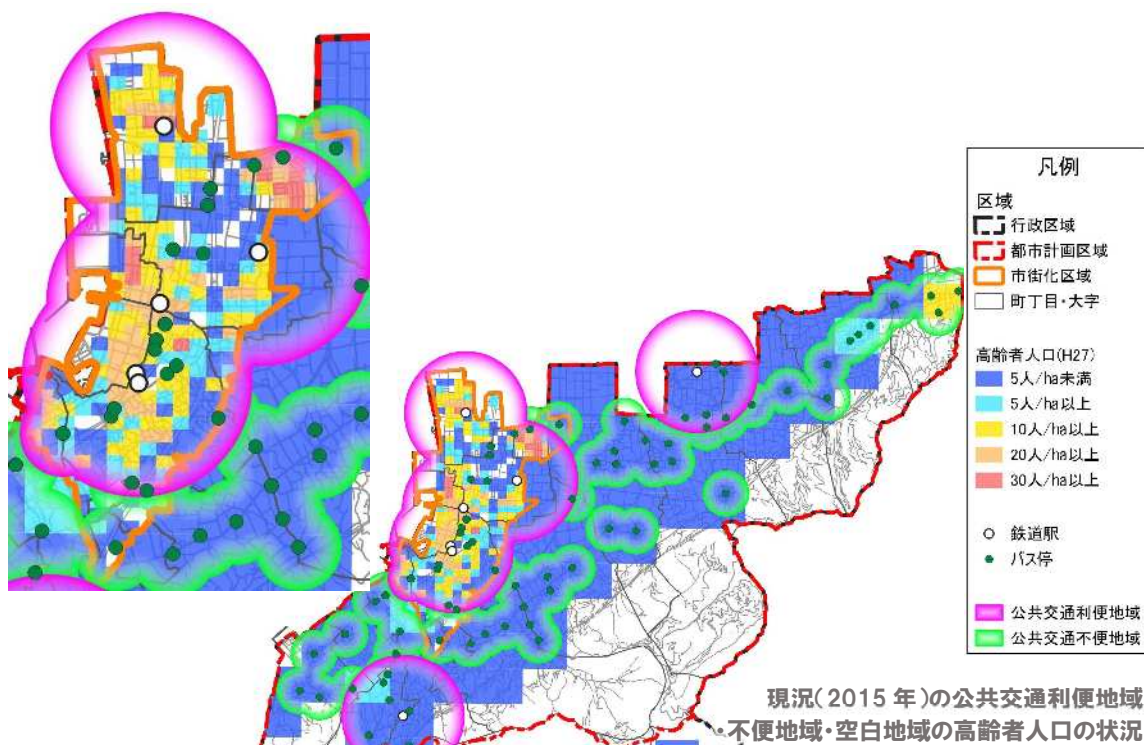 凡例
区域
行政区域
都市計画区域
市街化区域
町丁目・大字
高齢者人口(H27)
5人/ha未満
5人/ha以上
10人/ha以上
20人/ha以上
30人/ha以上
鉄道駅
バス停
公共交通利便地域
公共交通不便地域
現況(2015年)の公共交通利便地域
・不便地域・空白地域の高齢者人口の状況